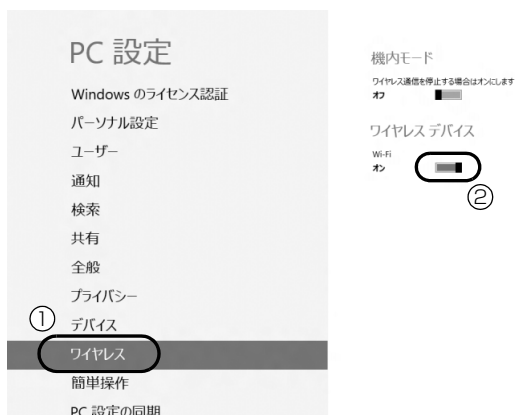 PC 設定
Windows のライセンス認証
パーソナル設定
ユーザー
通知
検索
共有
全般
プライバシー
① デバイス
ワイヤレス
簡単操作
PC 設定の同期
機内モード
ワイヤレス通信を停止する場合はオンにします
オフ
ワイヤレス デバイス
Wi-Fi
オン
②